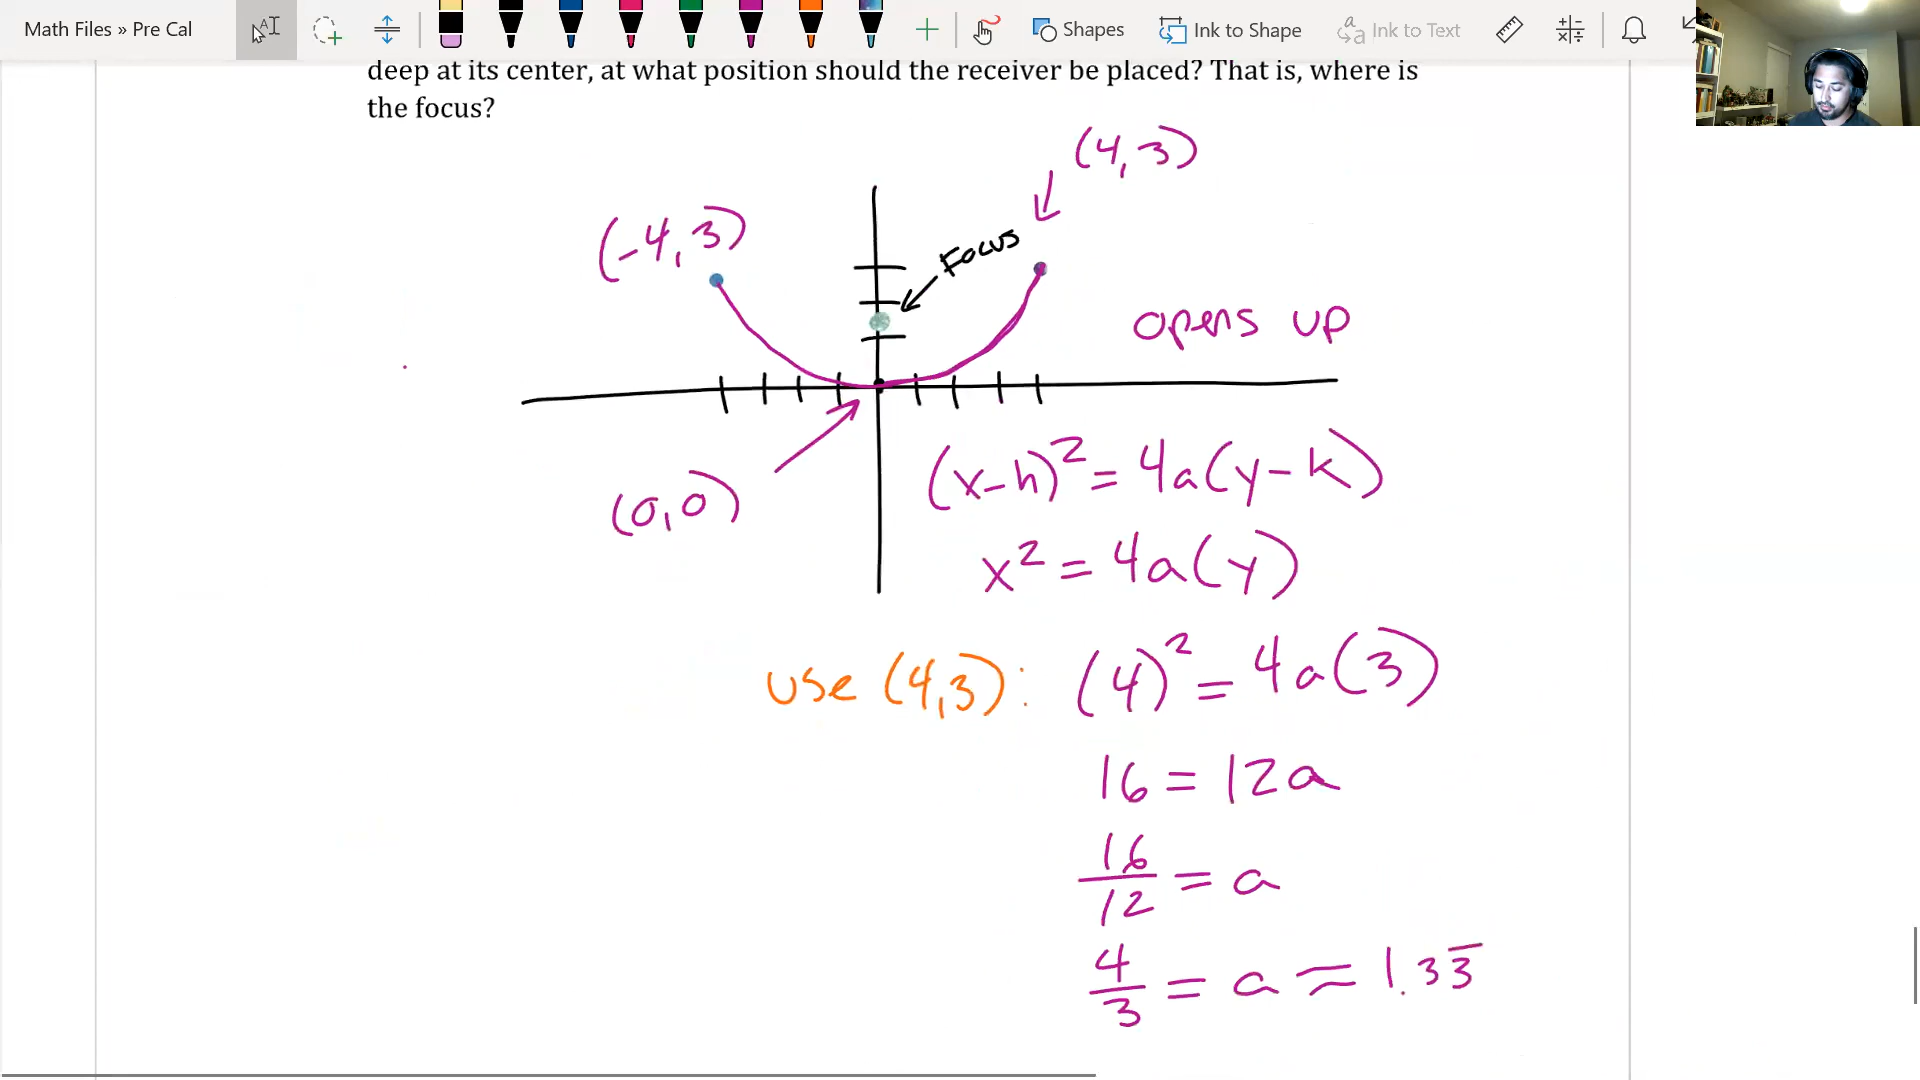 Math Files » Pre Cal
Shapes
Ink to Shape
Ink to Text
deep at its center, at what position should the receiver be placed? That is, where is
the focus?
(4, 3)
(-4, 3)
Focus
opens up
(0, 0)
(x-h)² = 4a(y-k)
x² = 4a(y)
use (4,3): (4)² = 4a(3)
16 = 12a
16/12 = a
4/3 = a ≈ 1.33̅